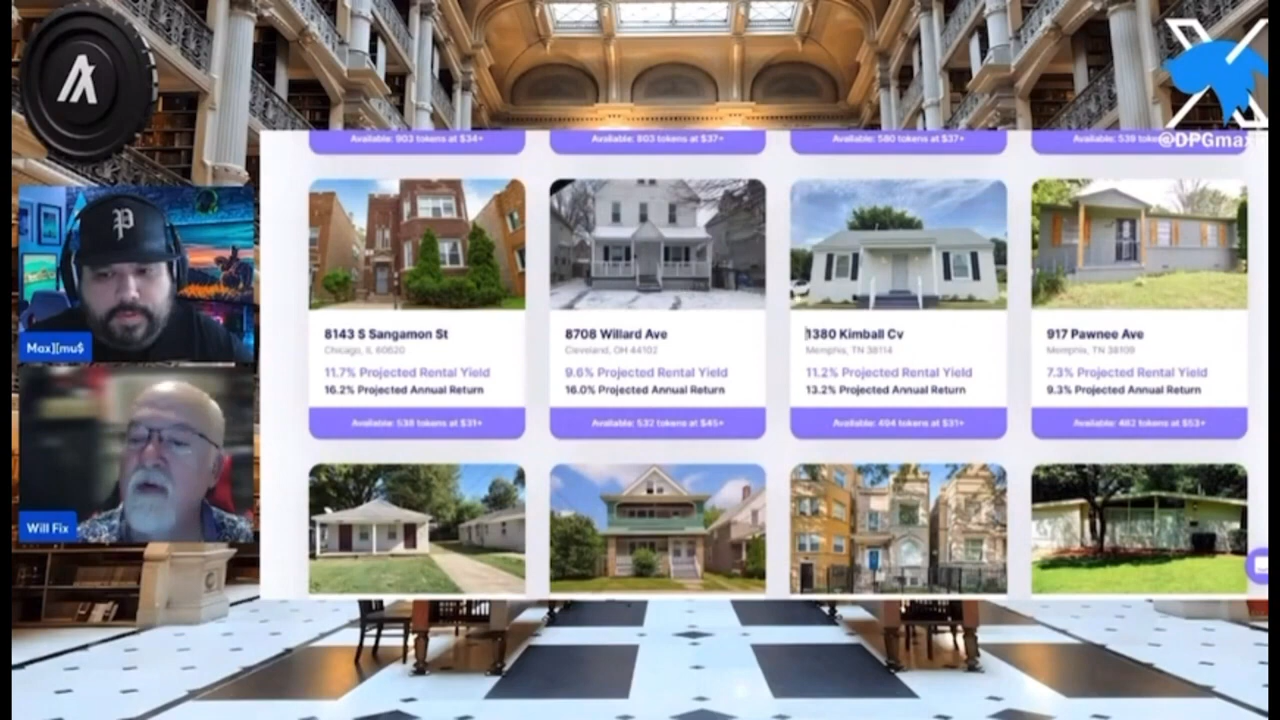 @DPGmax
Available: 903 tokens at $34+
Available: 803 tokens at $37+
Available: 580 tokens at $37+
Available: 539 token
8143 S Sangamon St
Chicago, IL 60620
11.7% Projected Rental Yield
16.2% Projected Annual Return
Available: 538 tokens at $31+
8708 Willard Ave
Cleveland, OH 44102
9.6% Projected Rental Yield
16.0% Projected Annual Return
Available: 532 tokens at $45+
1380 Kimball Cv
Memphis, TN 38114
11.2% Projected Rental Yield
13.2% Projected Annual Return
Available: 494 tokens at $31+
917 Pawnee Ave
Memphis, TN 38109
7.3% Projected Rental Yield
9.3% Projected Annual Return
Available: 482 tokens at $53+
P
Max][mu$
Will Fix